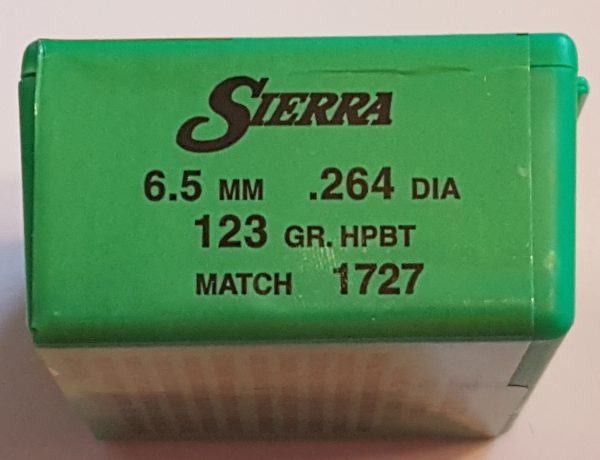 SIERRA
6.5 MM .264 DIA
123 GR. HPBT
MATCH 1727